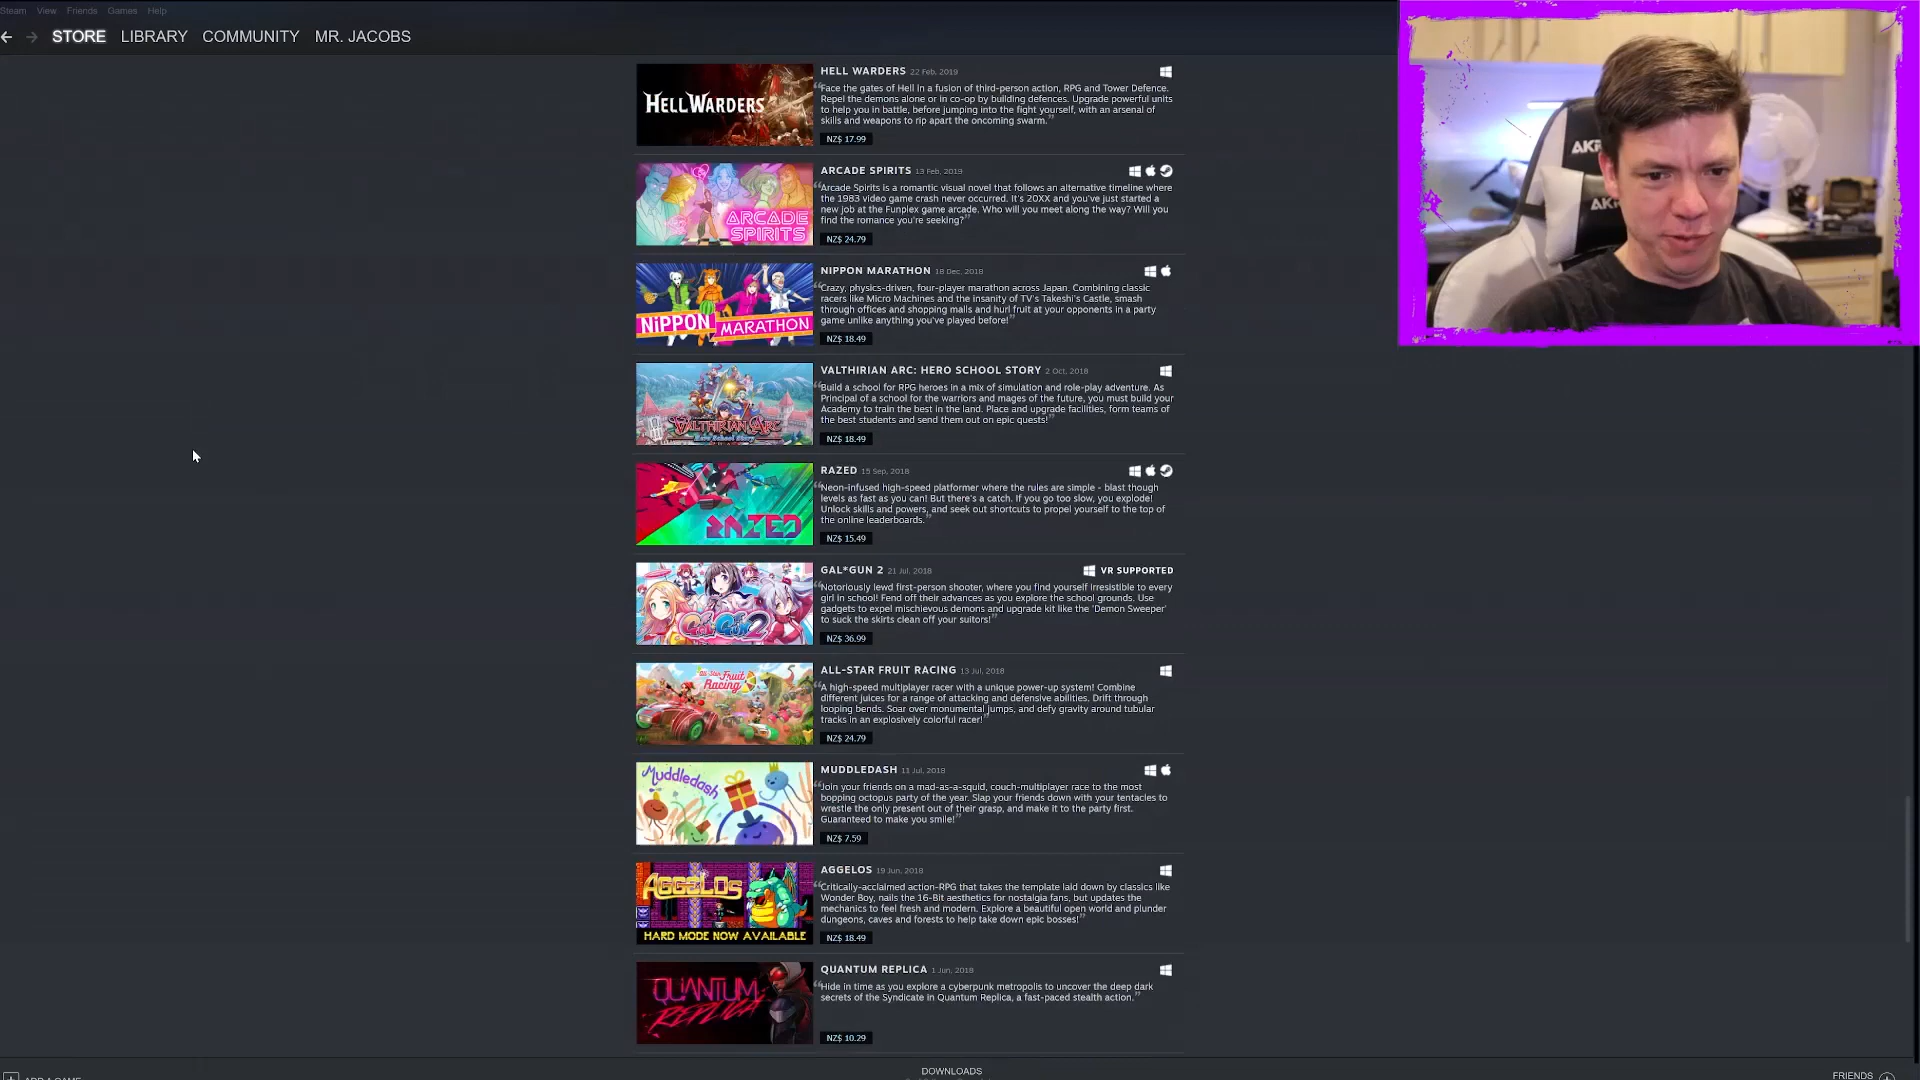 Steam View Friends Games Help
STORE LIBRARY COMMUNITY MR. JACOBS
HELLWARDERS
HELL WARDERS 22 Feb, 2019
"Face the gates of Hell in a fusion of third-person action, RPG and Tower Defence.
Repel the demons alone or in co-op by building defences. Upgrade powerful units
to help you in battle, before jumping into the fight yourself, with an arsenal of
skills and weapons to rip apart the oncoming swarm."
NZ$ 17.99
ARCADE SPIRITS
ARCADE SPIRITS 13 Feb, 2019
"Arcade Spirits is a romantic visual novel that follows an alternative timeline where
the 1983 video game crash never occurred. It's 20XX and you've just started a
new job at the Funplex game arcade. Who will you meet along the way? Will you
find the romance you're seeking?"
NZ$ 24.79
NIPPON MARATHON
NIPPON MARATHON 18 Dec, 2018
"Crazy, physics-driven, four-player marathon across Japan. Combining classic
racers like Micro Machines and the insanity of TV's Takeshi's Castle, smash
through offices and shopping malls and hurl fruit at your opponents in a party
game unlike anything you've played before!"
NZ$ 18.49
VALTHIRIAN ARC
Hero School Story
VALTHIRIAN ARC: HERO SCHOOL STORY 2 Oct, 2018
"Build a school for RPG heroes in a mix of simulation and role-play adventure. As
Principal of a school for the warriors and mages of the future, you must build your
Academy to train the best in the land. Place and upgrade facilities, form teams of
the best students and send them out on epic quests!"
NZ$ 18.49
RAZED
RAZED 15 Sep, 2018
"Neon-infused high-speed platformer where the rules are simple - blast though
levels as fast as you can! But there's a catch. If you go too slow, you explode!
Unlock skills and powers, and seek out shortcuts to propel yourself to the top of
the online leaderboards."
NZ$ 15.49
GAL*GUN 2
GAL*GUN 2 21 Jul, 2018 VR SUPPORTED
"Notoriously lewd first-person shooter, where you find yourself irresistible to every
girl in school! Fend off their advances as you explore the school grounds. Use
gadgets to expel mischievous demons and upgrade kit like the 'Demon Sweeper'
to suck the skirts clean off your suitors!"
NZ$ 36.99
All-Star Fruit
Racing
ALL-STAR FRUIT RACING 13 Jul, 2018
"A high-speed multiplayer racer with a unique power-up system! Combine
different juices for a range of attacking and defensive abilities. Drift through
looping bends. Soar over monumental jumps, and defy gravity around tubular
tracks in an explosively colorful racer!"
NZ$ 24.79
Muddledash
MUDDLEDASH 11 Jul, 2018
"Join your friends on a mad-as-a-squid, couch-multiplayer race to the most
bopping octopus party of the year. Slap your friends down with your tentacles to
wrestle the only present out of their grasp, and make it to the party first.
Guaranteed to make you smile!"
NZ$ 7.59
AGGELOS
HARD MODE NOW AVAILABLE
AGGELOS 19 Jun, 2018
"Critically-acclaimed action-RPG that takes the template laid down by classics like
Wonder Boy, nails the 16-Bit aesthetics for nostalgia fans, but updates the
mechanics to feel fresh and modern. Explore a beautiful open world and plunder
dungeons, caves and forests to help take down epic bosses!"
NZ$ 18.49
QUANTUM
REPLICA
QUANTUM REPLICA 1 Jun, 2018
"Hide in time as you explore a cyberpunk metropolis to uncover the deep dark
secrets of the Syndicate in Quantum Replica, a fast-paced stealth action."
NZ$ 10.29
ADD A GAME DOWNLOADS FRIENDS